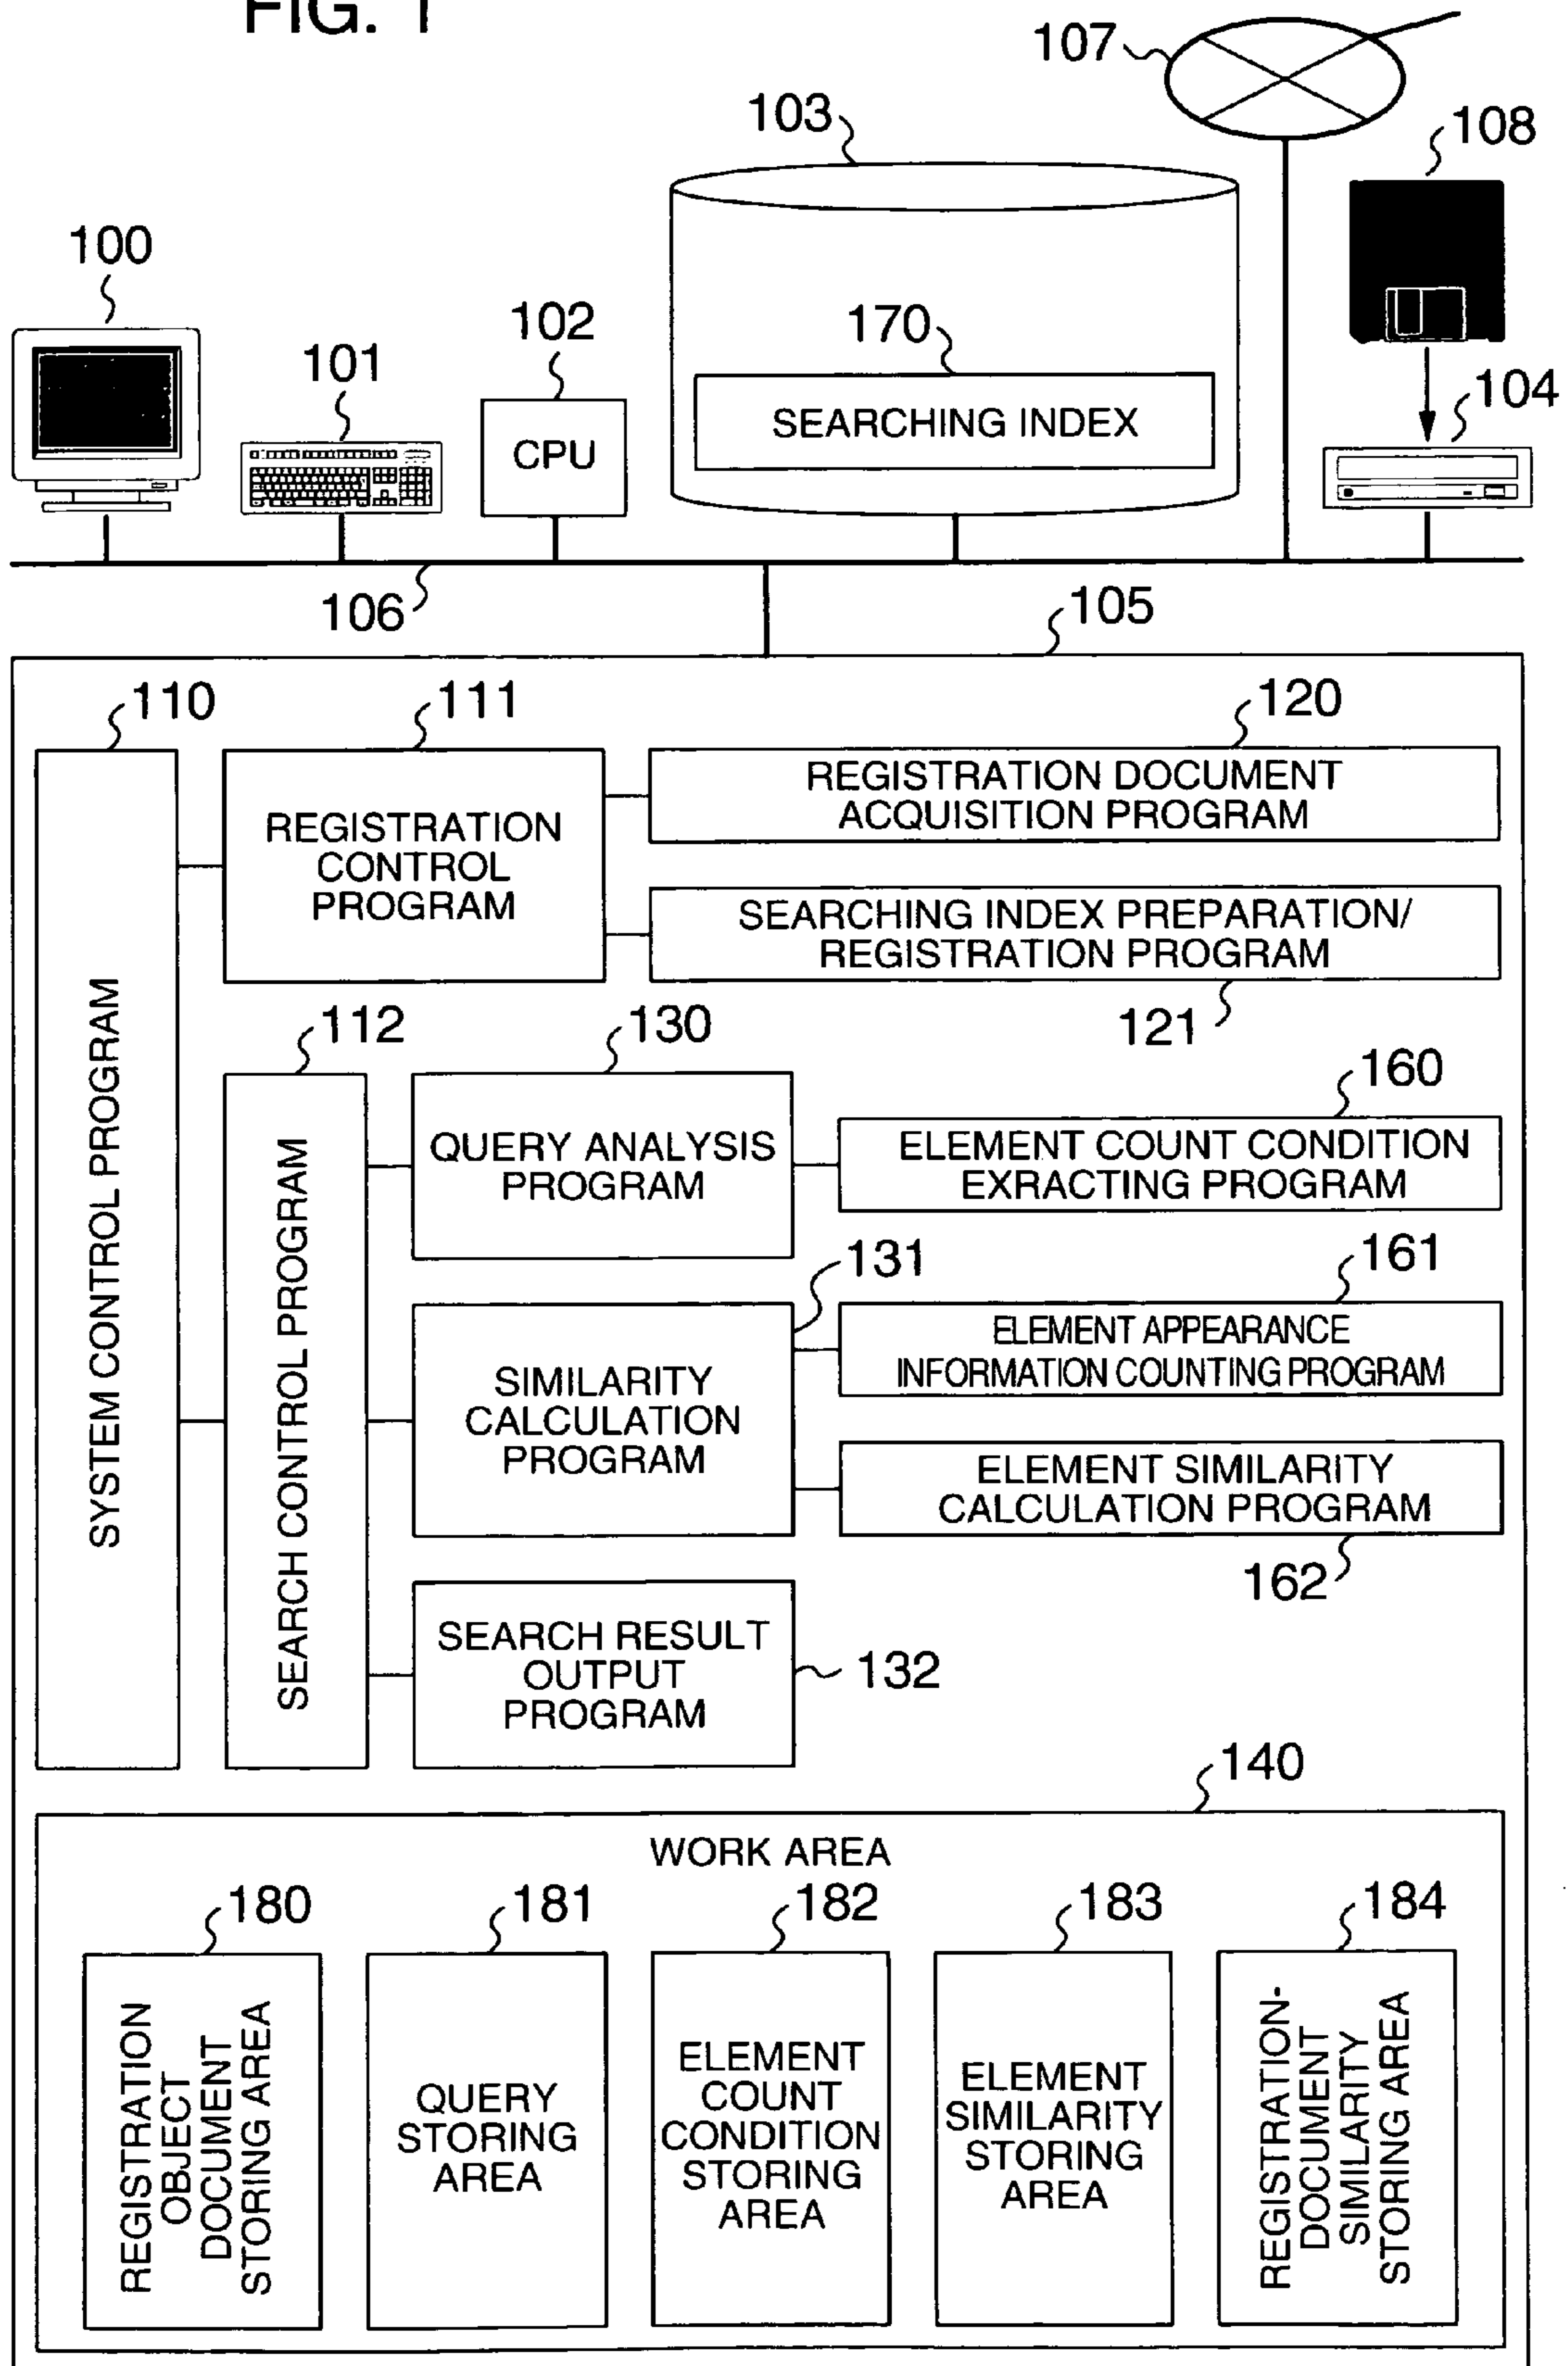 FIG. 1
107
103
108
100
102
170
101
104
SEARCHING INDEX
CPU
106
105
110
111
120
REGISTRATION DOCUMENT
ACQUISITION PROGRAM
REGISTRATION
CONTROL
PROGRAM
SEARCHING INDEX PREPARATION/
REGISTRATION PROGRAM
121
SYSTEM CONTROL PROGRAM
112
130
160
SEARCH CONTROL PROGRAM
QUERY ANALYSIS
PROGRAM
ELEMENT COUNT CONDITION
EXRACTING PROGRAM
131
161
ELEMENT APPEARANCE
INFORMATION COUNTING PROGRAM
SIMILARITY
CALCULATION
PROGRAM
ELEMENT SIMILARITY
CALCULATION PROGRAM
162
SEARCH RESULT
OUTPUT
PROGRAM
132
140
WORK AREA
180
181
182
183
184
REGISTRATION
OBJECT
DOCUMENT
STORING AREA
QUERY
STORING
AREA
ELEMENT
COUNT
CONDITION
STORING
AREA
ELEMENT
SIMILARITY
STORING
AREA
REGISTRATION-
DOCUMENT
SIMILARITY
STORING AREA